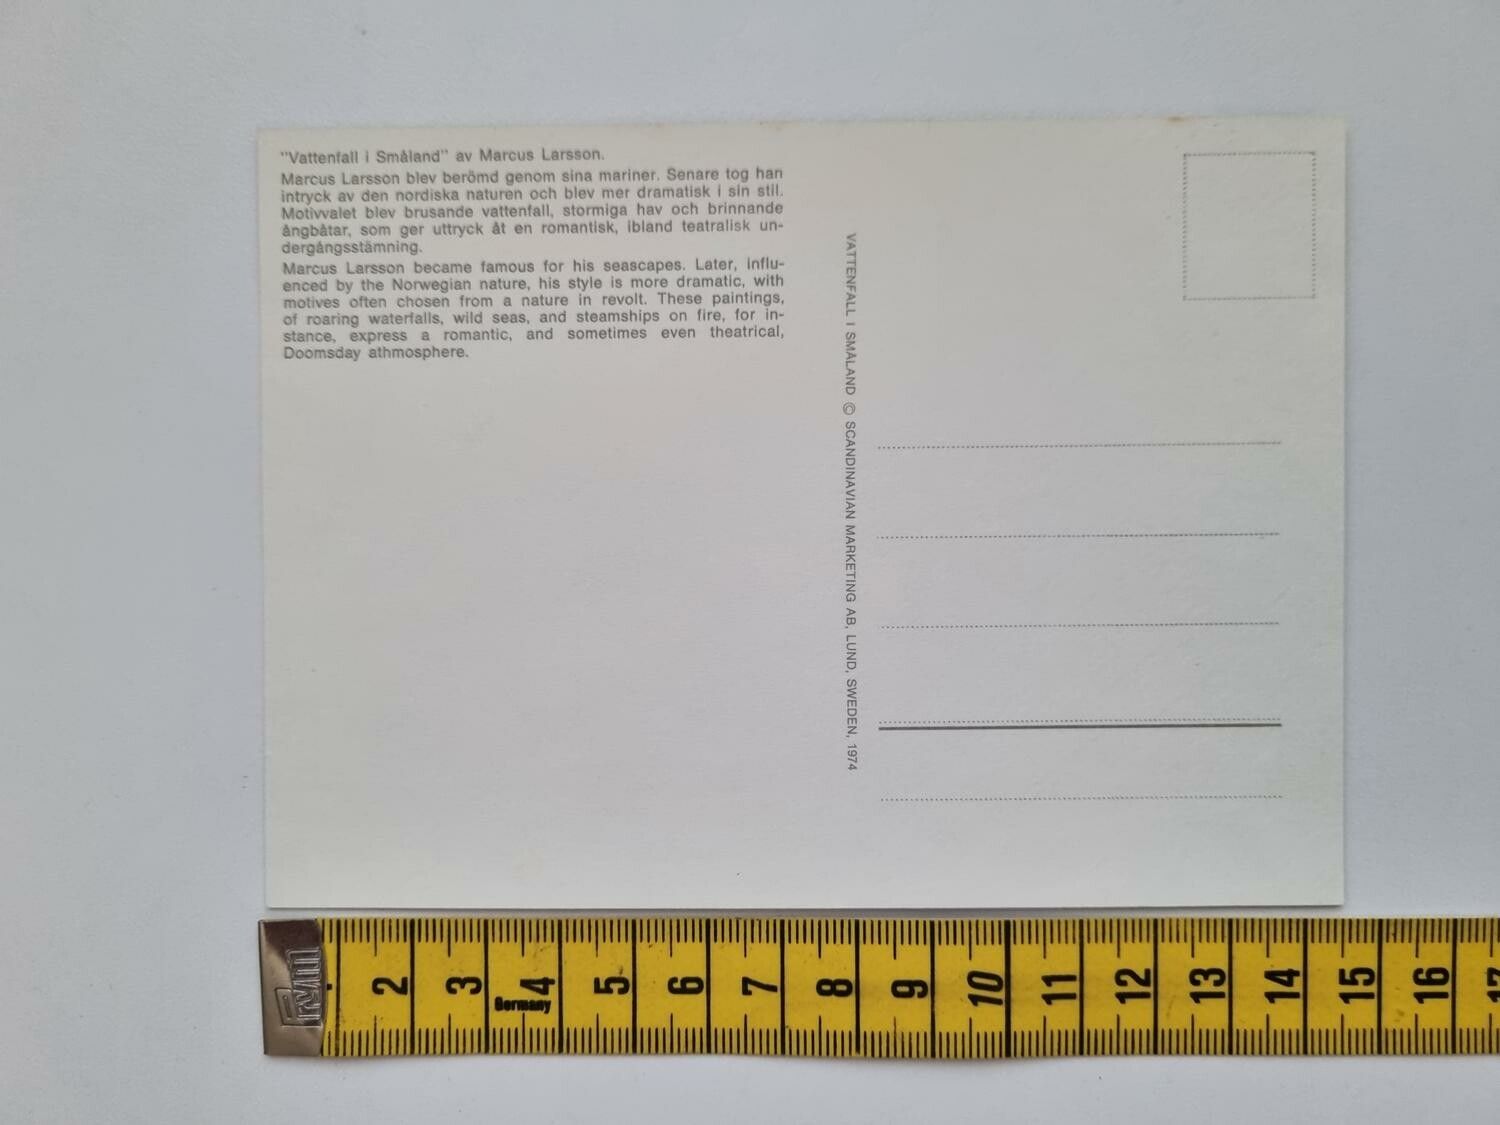 "Vattenfall i Småland" av Marcus Larsson.
Marcus Larsson blev berömd genom sina mariner. Senare tog han
intryck av den nordiska naturen och blev mer dramatisk i sin stil.
Motivvalet blev brusande vattenfall, stormiga hav och brinnande
ångbåtar, som ger uttryck åt en romantisk, ibland teatralisk un-
dergångsstämning.
Marcus Larsson became famous for his seascapes. Later, influ-
enced by the Norwegian nature, his style is more dramatic, with
motives often chosen from a nature in revolt. These paintings,
of roaring waterfalls, wild seas, and steamships on fire, for in-
stance, express a romantic, and sometimes even theatrical,
Doomsday athmosphere.
VATTENFALL I SMÅLAND © SCANDINAVIAN MARKETING AB, LUND, SWEDEN, 1974
Prym
2 3 4 5 6 7 8 9 10 11 12 13 14 15 16 17
Germany